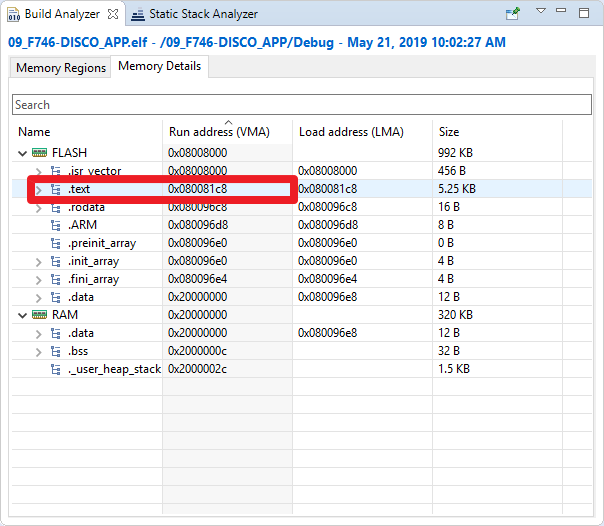 Build Analyzer Static Stack Analyzer
09_F746-DISCO_APP.elf - /09_F746-DISCO_APP/Debug - May 21, 2019 10:02:27 AM
Memory Regions Memory Details
Search
Name Run address (VMA) Load address (LMA) Size
FLASH 0x08008000 992 KB
.isr_vector 0x08008000 0x08008000 456 B
.text 0x080081c8 0x080081c8 5.25 KB
.rodata 0x080096c8 0x080096c8 16 B
.ARM 0x080096d8 0x080096d8 8 B
.preinit_array 0x080096e0 0x080096e0 0 B
.init_array 0x080096e0 0x080096e0 4 B
.fini_array 0x080096e4 0x080096e4 4 B
.data 0x20000000 0x080096e8 12 B
RAM 0x20000000 320 KB
.data 0x20000000 0x080096e8 12 B
.bss 0x2000000c 32 B
._user_heap_stack 0x2000002c 1.5 KB